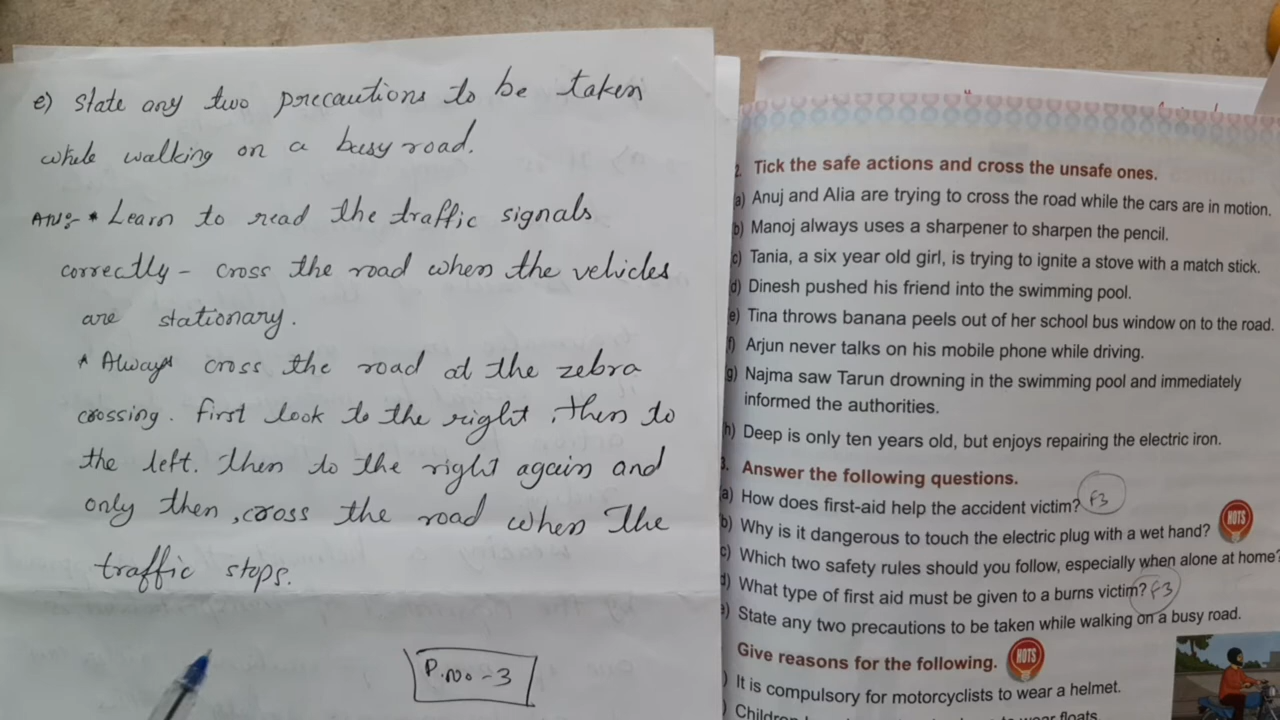 e) State any two precautions to be taken
while walking on a busy road.
Ans:- * Learn to read the traffic signals
correctly - cross the road when the vehicles
are stationary.
* Always cross the road at the zebra
crossing. First look to the right, then to
the left. Then to the right again and
only then, cross the road when the
traffic stops.
P.no - 3
2. Tick the safe actions and cross the unsafe ones.
a) Anuj and Alia are trying to cross the road while the cars are in motion.
b) Manoj always uses a sharpener to sharpen the pencil.
c) Tania, a six year old girl, is trying to ignite a stove with a match stick.
d) Dinesh pushed his friend into the swimming pool.
e) Tina throws banana peels out of her school bus window on to the road.
f) Arjun never talks on his mobile phone while driving.
g) Najma saw Tarun drowning in the swimming pool and immediately
informed the authorities.
h) Deep is only ten years old, but enjoys repairing the electric iron.
3. Answer the following questions.
a) How does first-aid help the accident victim? F3
b) Why is it dangerous to touch the electric plug with a wet hand? HOTS
c) Which two safety rules should you follow, especially when alone at home?
d) What type of first aid must be given to a burns victim? F3
e) State any two precautions to be taken while walking on a busy road.
Give reasons for the following. HOTS
) It is compulsory for motorcyclists to wear a helmet.
) Children wear floats